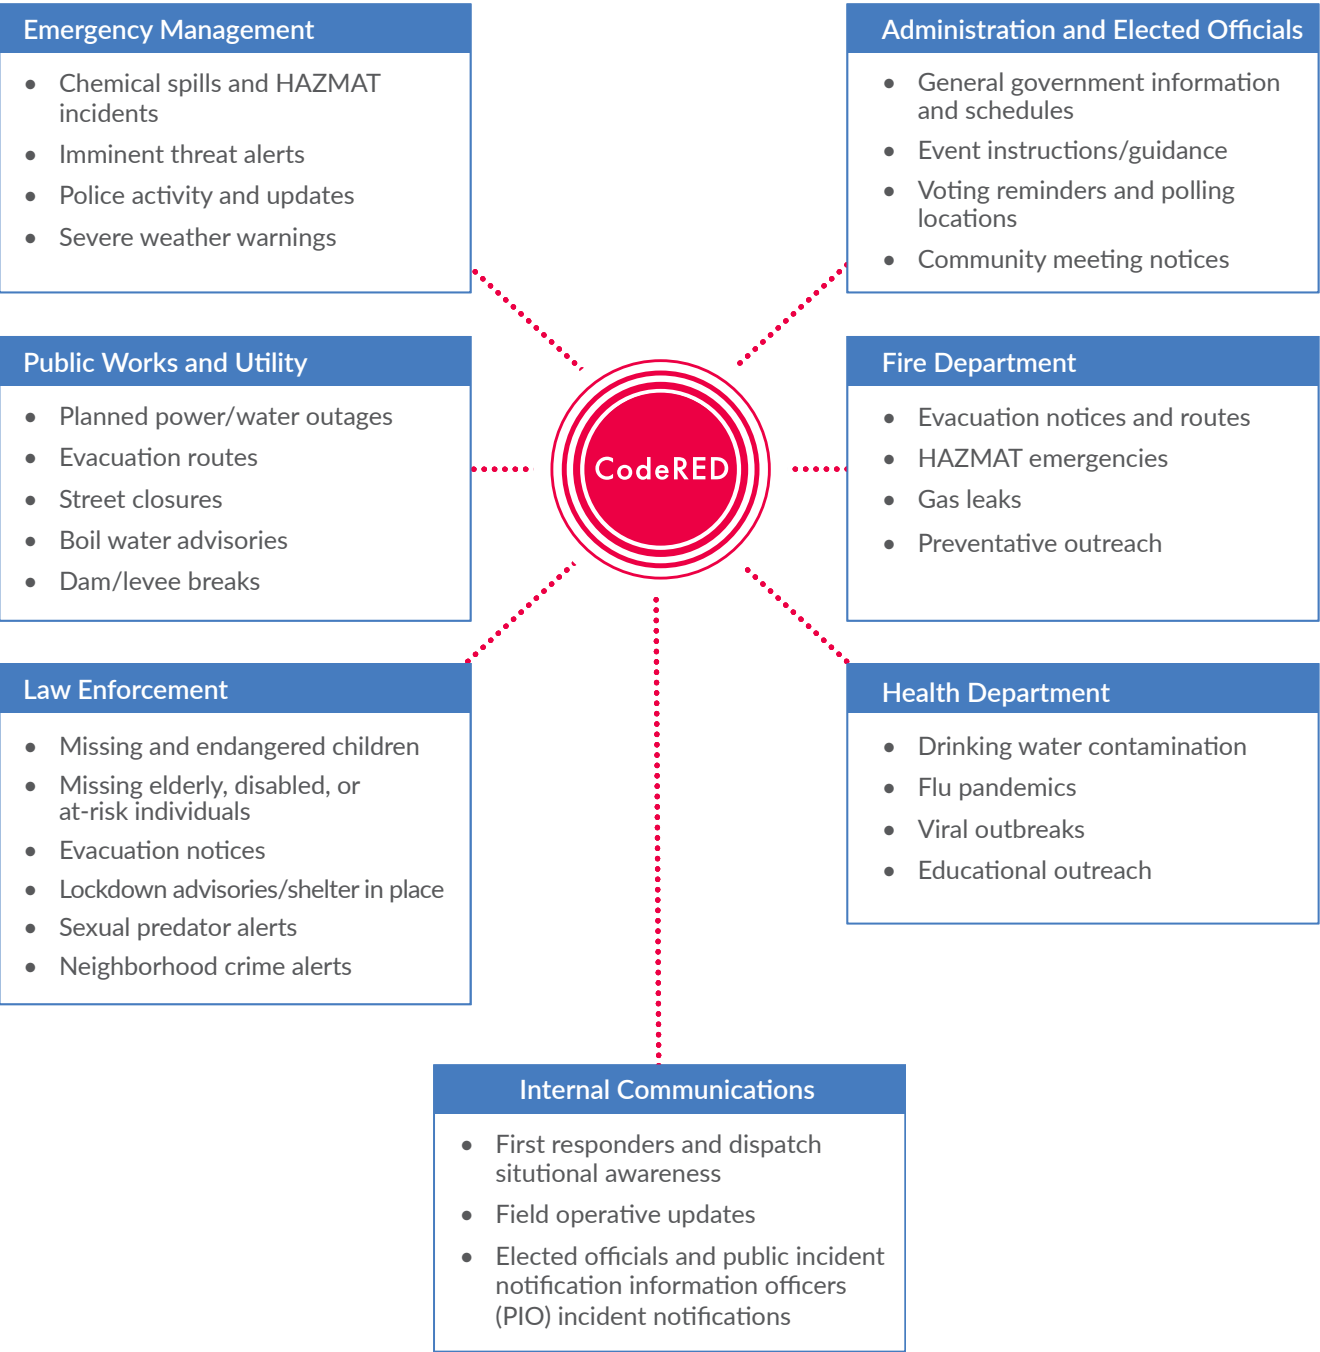 Emergency Management
• Chemical spills and HAZMAT
incidents
• Imminent threat alerts
• Police activity and updates
• Severe weather warnings
Administration and Elected Officials
• General government information
and schedules
• Event instructions/guidance
• Voting reminders and polling
locations
• Community meeting notices
Public Works and Utility
• Planned power/water outages
• Evacuation routes
• Street closures
• Boil water advisories
• Dam/levee breaks
CodeRED
Fire Department
• Evacuation notices and routes
• HAZMAT emergencies
• Gas leaks
• Preventative outreach
Law Enforcement
• Missing and endangered children
• Missing elderly, disabled, or
at-risk individuals
• Evacuation notices
• Lockdown advisories/shelter in place
• Sexual predator alerts
• Neighborhood crime alerts
Health Department
• Drinking water contamination
• Flu pandemics
• Viral outbreaks
• Educational outreach
Internal Communications
• First responders and dispatch
situtional awareness
• Field operative updates
• Elected officials and public incident
notification information officers
(PIO) incident notifications